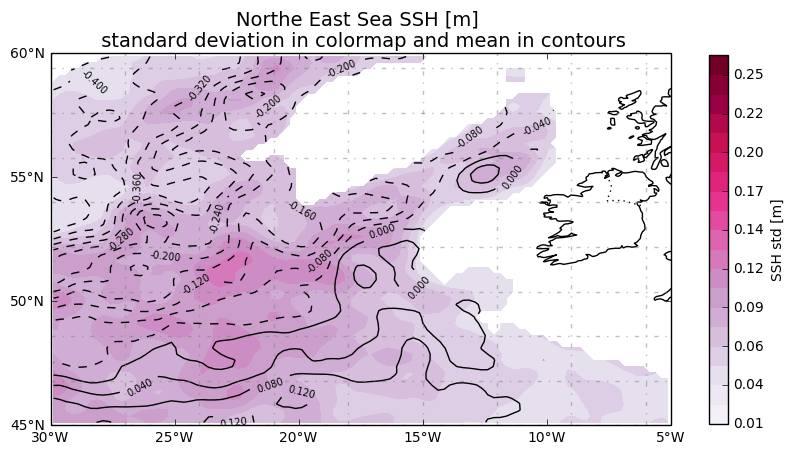 Northe East Sea SSH [m]
standard deviation in colormap and mean in contours
60°N
55°N
50°N
45°N
30°W
25°W
20°W
15°W
10°W
5°W
-0.400
-0.320
-0.200
-0.200
-0.080
-0.040
-0.360
0.000
-0.160
-0.240
0.000
-0.280
-0.200
-0.080
-0.120
0.000
0.040
0.080
0.120
0.120
0.25
0.22
0.20
0.17
0.14
0.12
0.09
0.06
0.04
0.01
SSH std [m]